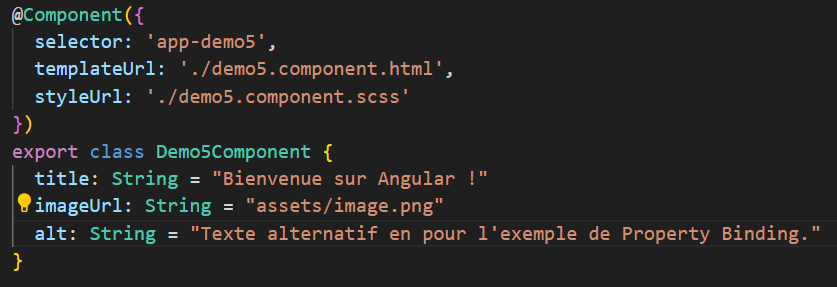 @Component({
  selector: 'app-demo5',
  templateUrl: './demo5.component.html',
  styleUrl: './demo5.component.scss'
})
export class Demo5Component {
  title: String = "Bienvenue sur Angular !"
  imageUrl: String = "assets/image.png"
  alt: String = "Texte alternatif en pour l'exemple de Property Binding."
}